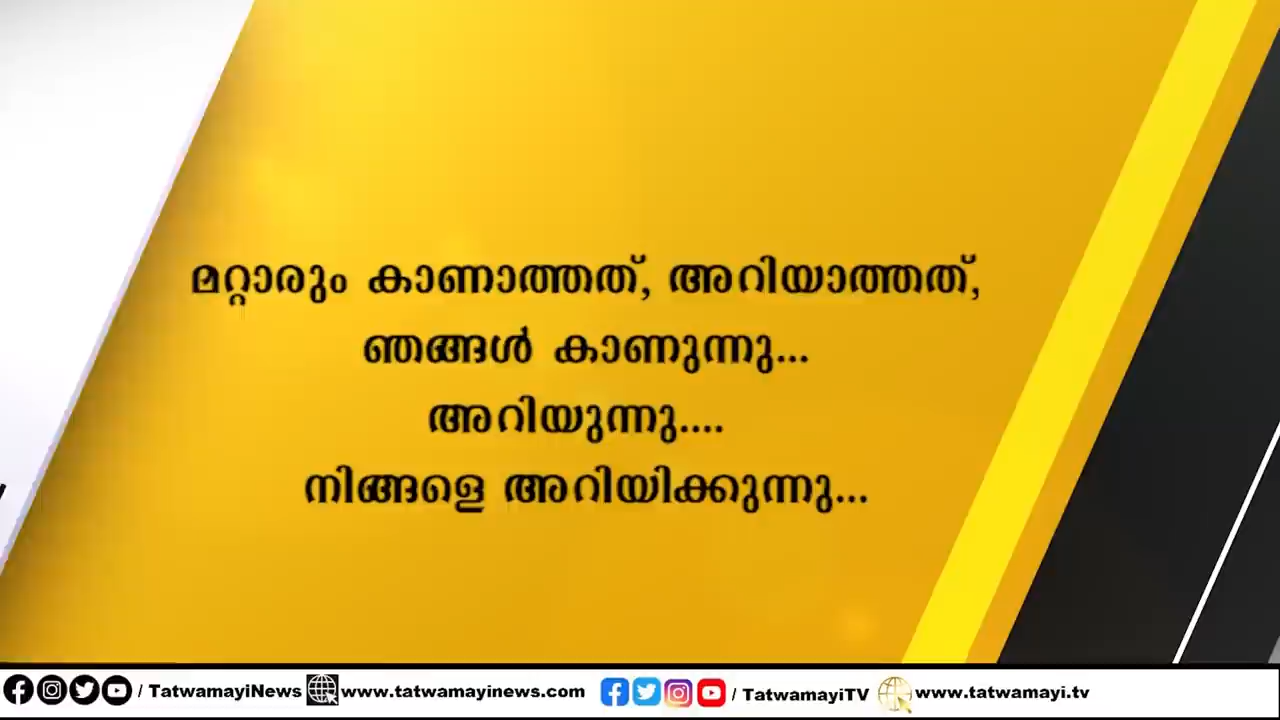 മറ്റാരും കാണാത്തത്, അറിയാത്തത്,
ഞങ്ങൾ കാണുന്നു...
അറിയുന്നു....
നിങ്ങളെ അറിയിക്കുന്നു...
/ TatwamayiNews www.tatwamayinews.com / TatwamayiTV www.tatwamayi.tv